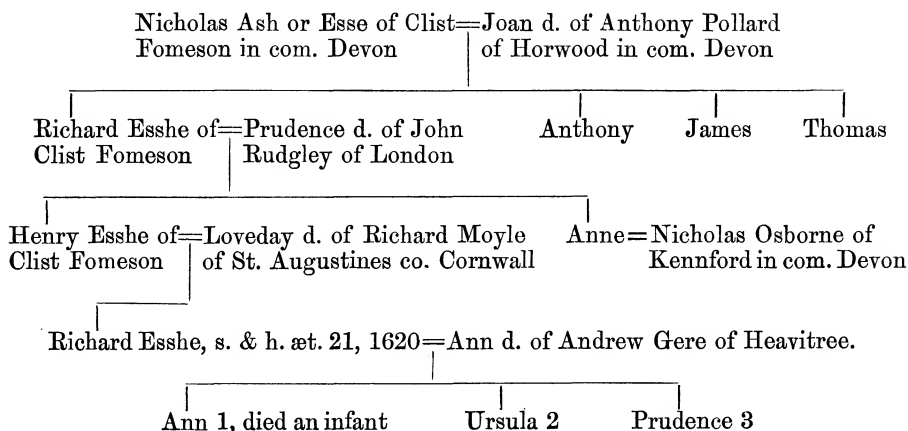 Nicholas Ash or Esse of Clist=Joan d. of Anthony Pollard
Fomeson in com. Devon of Horwood in com. Devon
Richard Esshe of=Prudence d. of John Anthony James Thomas
Clist Fomeson Rudgley of London
Henry Esshe of=Loveday d. of Richard Moyle Anne=Nicholas Osborne of
Clist Fomeson of St. Augustines co. Cornwall Kennford in com. Devon
Richard Esshe, s. & h. æt. 21, 1620=Ann d. of Andrew Gere of Heavitree.
Ann 1, died an infant Ursula 2 Prudence 3